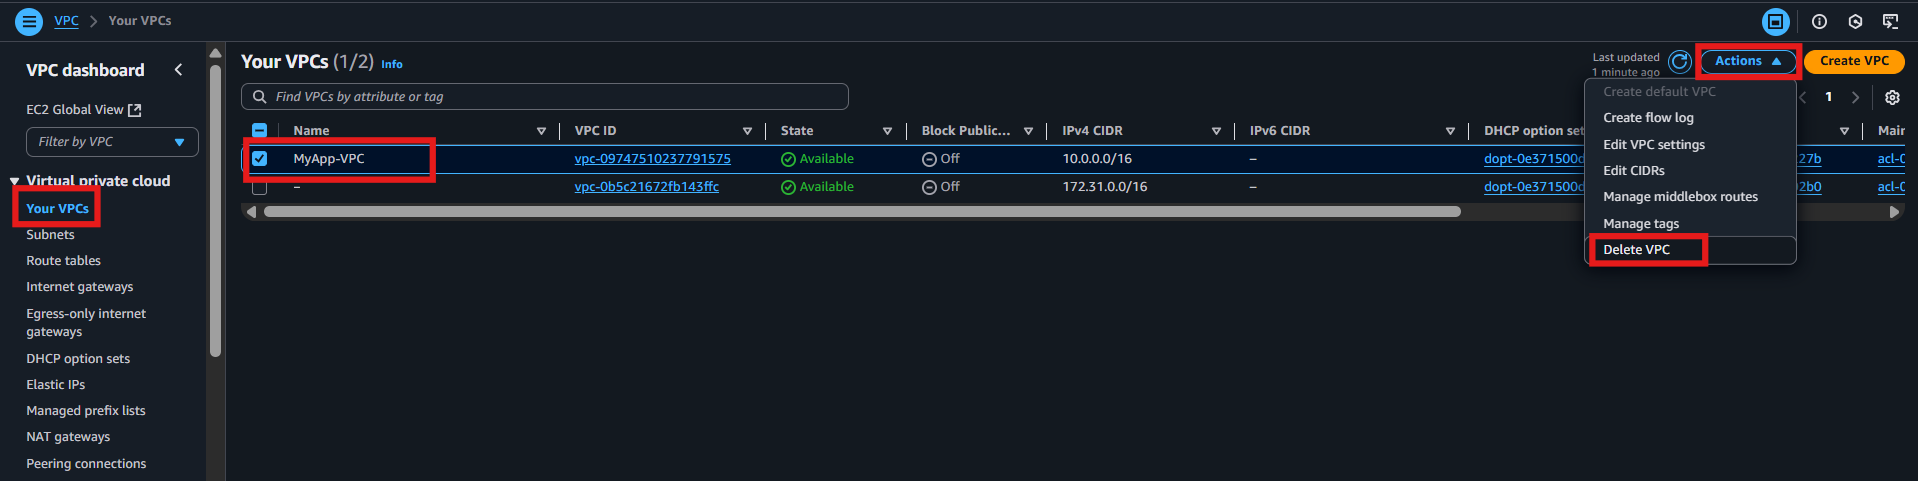 VPC > Your VPCs
VPC dashboard
EC2 Global View
Filter by VPC
Virtual private cloud
Your VPCs
Subnets
Route tables
Internet gateways
Egress-only internet
gateways
DHCP option sets
Elastic IPs
Managed prefix lists
NAT gateways
Peering connections
Your VPCs (1/2) Info
Last updated
1 minute ago
Actions
Create VPC
Find VPCs by attribute or tag
1
Name VPC ID State Block Public... IPv4 CIDR IPv6 CIDR DHCP option set Main
MyApp-VPC vpc-09747510237791575 Available Off 10.0.0.0/16 – dopt-0e371500d 27b acl-0
– vpc-0b5c21672fb143ffc Available Off 172.31.0.0/16 – dopt-0e371500d 2b0 acl-0
Create default VPC
Create flow log
Edit VPC settings
Edit CIDRs
Manage middlebox routes
Manage tags
Delete VPC